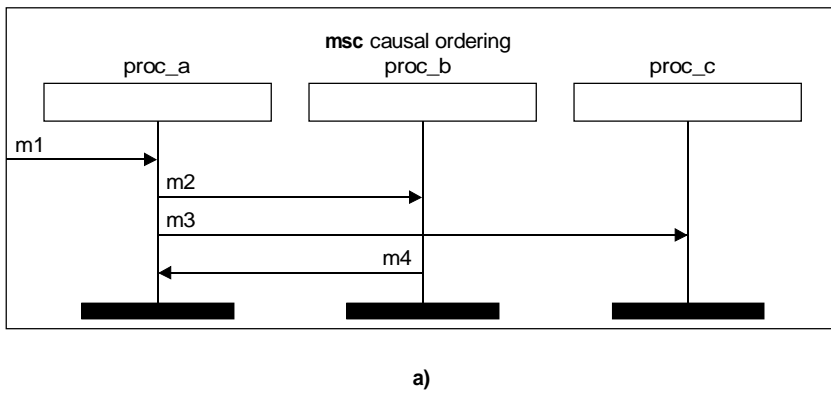 msc causal ordering
proc_a proc_b proc_c
m1
m2
m3
m4
a)